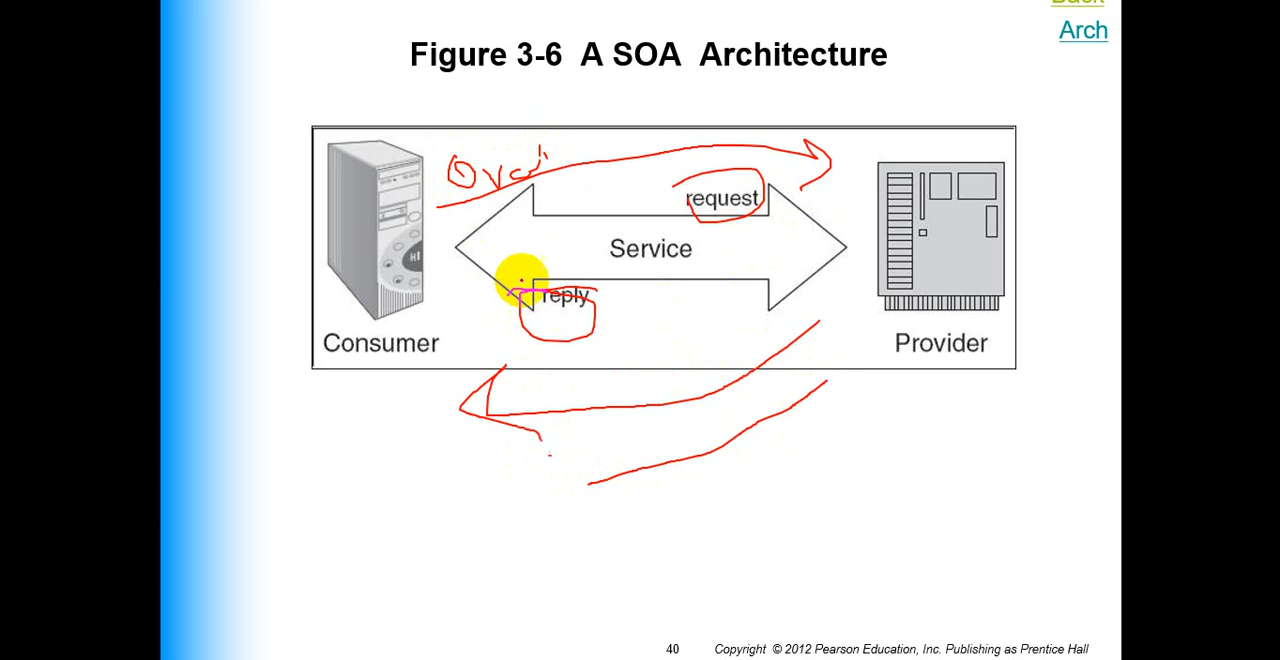 Back
Arch
Figure 3-6 A SOA Architecture
request
Service
reply
Consumer
Provider
40 Copyright © 2012 Pearson Education, Inc. Publishing as Prentice Hall